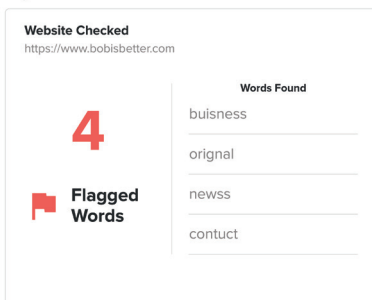 Website Checked
https://www.bobisbetter.com
4
Flagged
Words
Words Found
buisness
orignal
newss
contuct